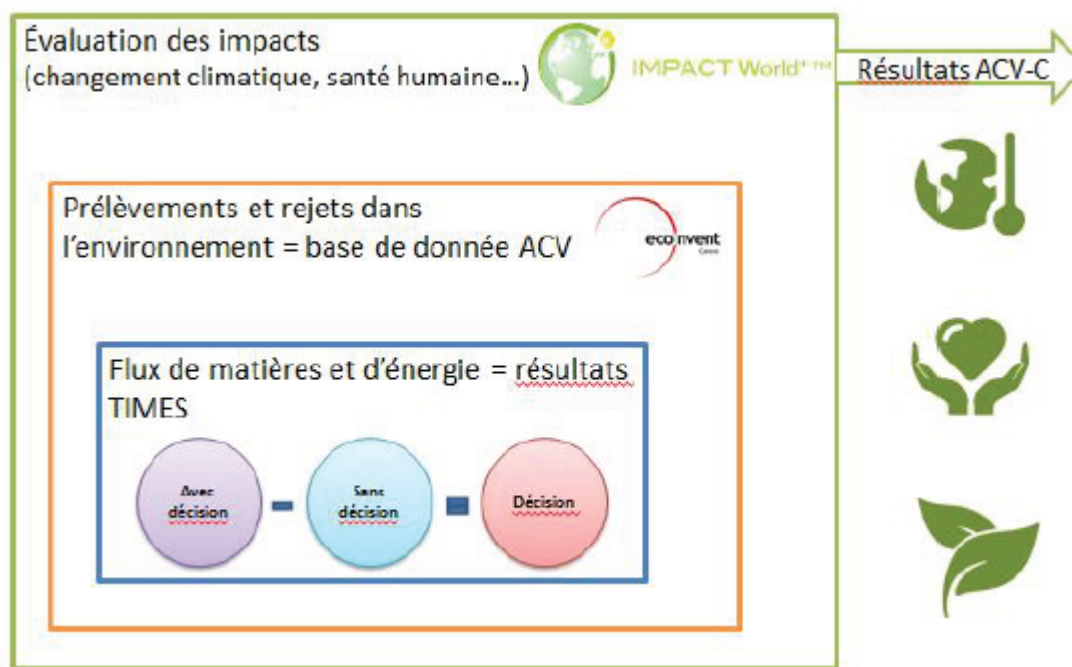 Évaluation des impacts
(changement climatique, santé humaine...)
IMPACT World+ ™
Résultats ACV-C
Prélèvements et rejets dans
l'environnement = base de donnée ACV
ecoinvent
Centre
Flux de matières et d'énergie = résultats
TIMES
Avec
décision
Sans
décision
Décision